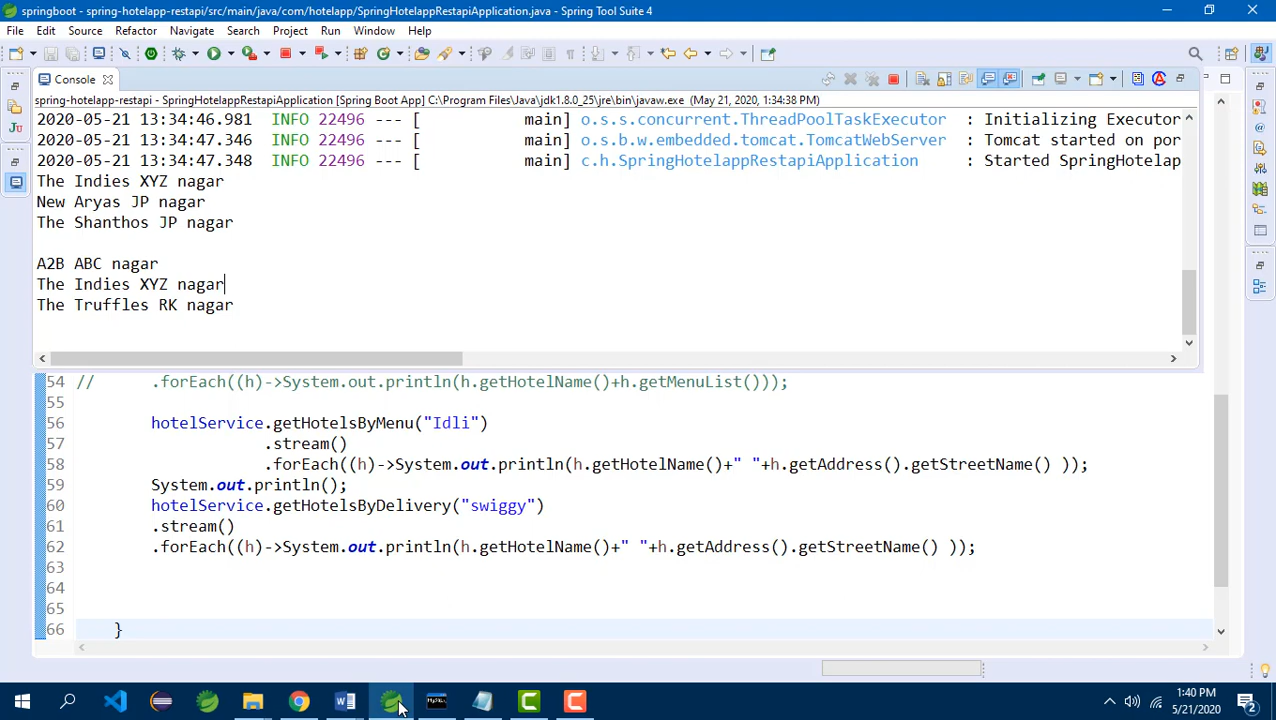 springboot - spring-hotelapp-restapi/src/main/java/com/hotelapp/SpringHotelappRestapiApplication.java - Spring Tool Suite 4
File Edit Source Refactor Navigate Search Project Run Window Help
Console
spring-hotelapp-restapi - SpringHotelappRestapiApplication [Spring Boot App] C:\Program Files\Java\jdk1.8.0_25\jre\bin\javaw.exe (May 21, 2020, 1:34:38 PM)
2020-05-21 13:34:46.981 INFO 22496 --- [ main] o.s.s.concurrent.ThreadPoolTaskExecutor : Initializing Executor
2020-05-21 13:34:47.346 INFO 22496 --- [ main] o.s.b.w.embedded.tomcat.TomcatWebServer : Tomcat started on por
2020-05-21 13:34:47.348 INFO 22496 --- [ main] c.h.SpringHotelappRestapiApplication : Started SpringHotelap
The Indies XYZ nagar
New Aryas JP nagar
The Shanthos JP nagar
A2B ABC nagar
The Indies XYZ nagar
The Truffles RK nagar
54 // .forEach((h)->System.out.println(h.getHotelName()+h.getMenuList()));
55
56 hotelService.getHotelsByMenu("Idli")
57 .stream()
58 .forEach((h)->System.out.println(h.getHotelName()+" "+h.getAddress().getStreetName() ));
59 System.out.println();
60 hotelService.getHotelsByDelivery("swiggy")
61 .stream()
62 .forEach((h)->System.out.println(h.getHotelName()+" "+h.getAddress().getStreetName() ));
63
64
65
66 }
1:40 PM
5/21/2020